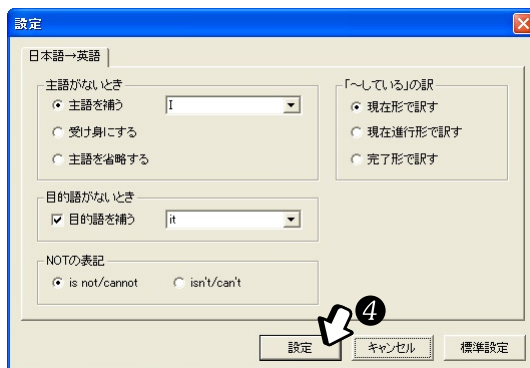 設定
日本語→英語
主語がないとき
主語を補う
I
受け身にする
主語を省略する
「～している」の訳
現在形で訳す
現在進行形で訳す
完了形で訳す
目的語がないとき
目的語を補う
it
NOTの表記
is not/cannot
isn't/can't
4
設定
キャンセル
標準設定